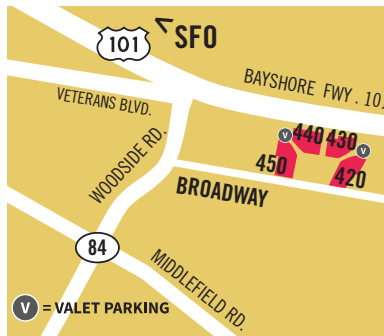 101
SFO
BAYSHORE FWY. 101
VETERANS BLVD.
WOODSIDE RD.
V
440 430
V
450
420
BROADWAY
84
MIDDLEFIELD RD.
V = VALET PARKING